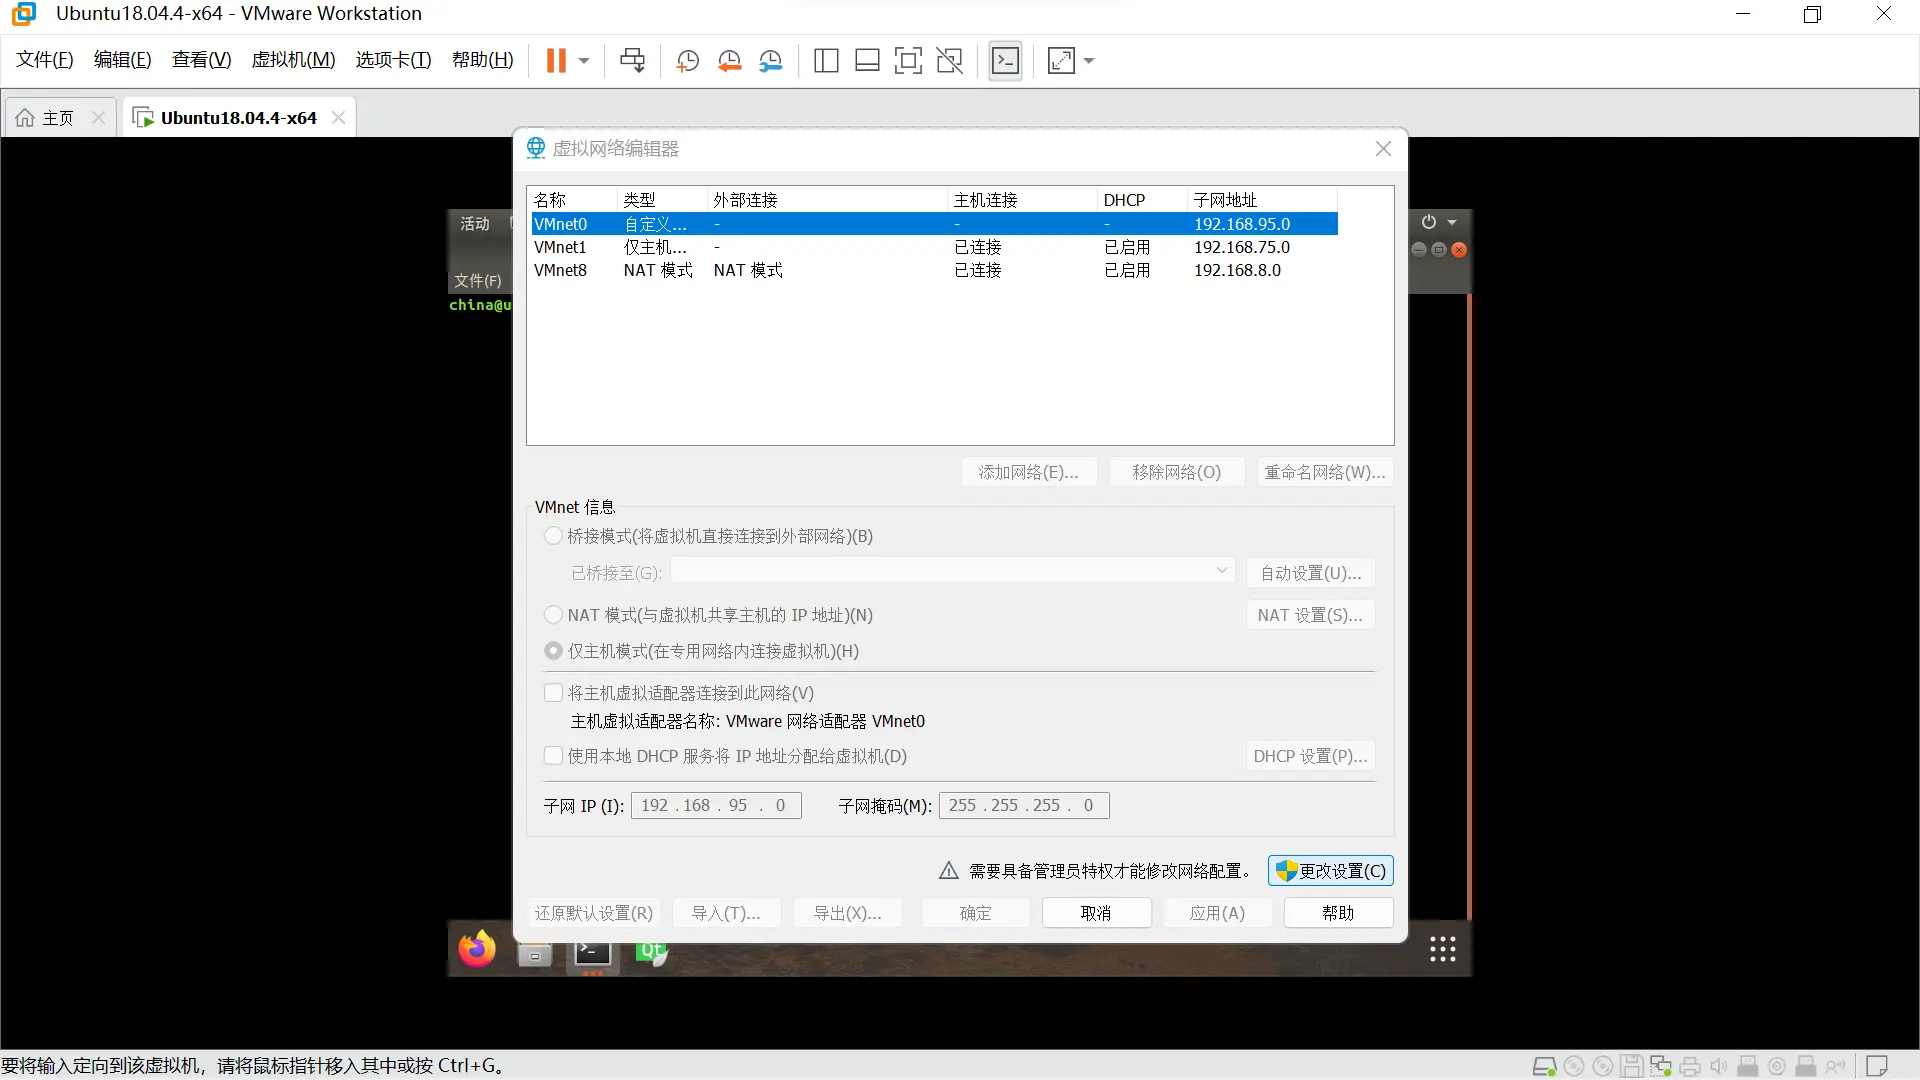 Ubuntu18.04.4-x64 - VMware Workstation
文件(F) 编辑(E) 查看(V) 虚拟机(M) 选项卡(T) 帮助(H)
主页 Ubuntu18.04.4-x64
虚拟网络编辑器
名称 类型 外部连接 主机连接 DHCP 子网地址
VMnet0 自定义... - - - 192.168.95.0
VMnet1 仅主机... - 已连接 已启用 192.168.75.0
VMnet8 NAT 模式 NAT 模式 已连接 已启用 192.168.8.0
活动
文件(F)
china@u
添加网络(E)... 移除网络(O) 重命名网络(W)...
VMnet 信息
桥接模式(将虚拟机直接连接到外部网络)(B)
已桥接至(G): 自动设置(U)...
NAT 模式(与虚拟机共享主机的 IP 地址)(N) NAT 设置(S)...
仅主机模式(在专用网络内连接虚拟机)(H)
将主机虚拟适配器连接到此网络(V)
主机虚拟适配器名称: VMware 网络适配器 VMnet0
使用本地 DHCP 服务将 IP 地址分配给虚拟机(D) DHCP 设置(P)...
子网 IP (I): 192 . 168 . 95 . 0 子网掩码(M): 255 . 255 . 255 . 0
需要具备管理员特权才能修改网络配置。 更改设置(C)
还原默认设置(R) 导入(T)... 导出(X)... 确定 取消 应用(A) 帮助
Qt
要将输入定向到该虚拟机，请将鼠标指针移入其中或按 Ctrl+G。